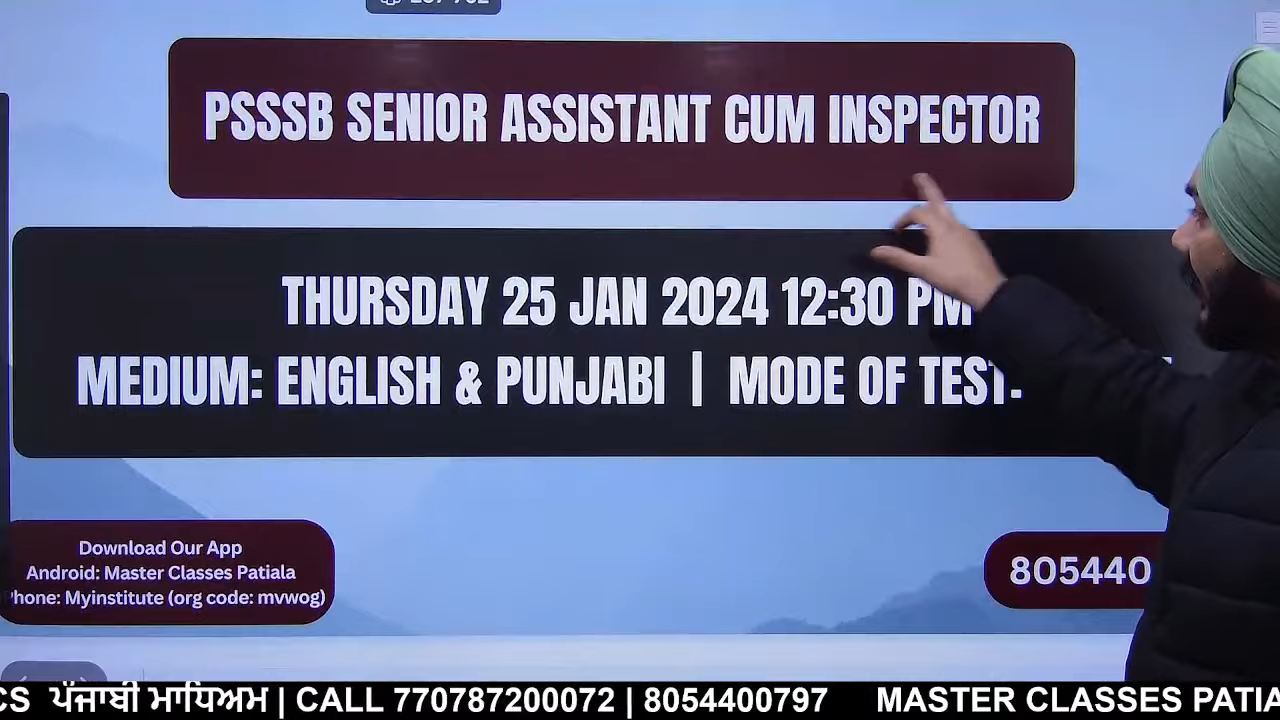 PSSSB SENIOR ASSISTANT CUM INSPECTOR
THURSDAY 25 JAN 2024 12:30 PM
MEDIUM: ENGLISH & PUNJABI | MODE OF TEST:
Download Our App
Android: Master Classes Patiala
Phone: Myinstitute (org code: mvwog)
805440
CS ਪੰਜਾਬੀ ਮਾਧਿਅਮ | CALL 770787200072 | 8054400797 MASTER CLASSES PATIA